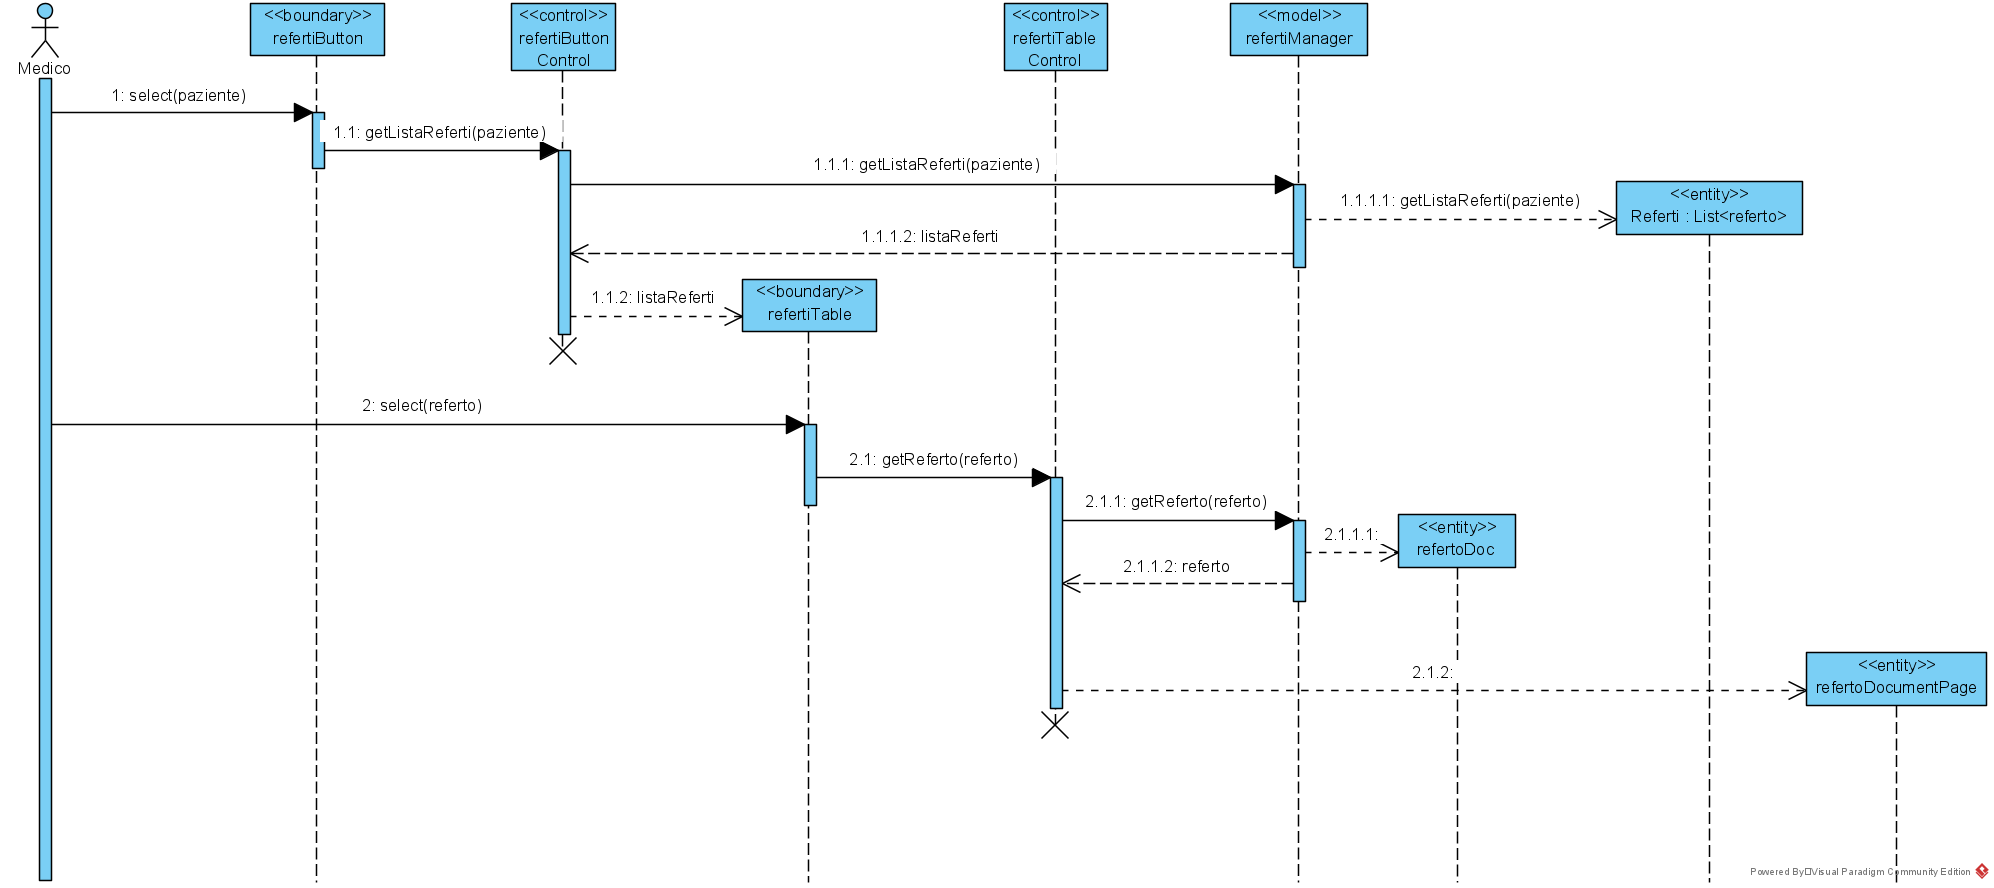 <<boundary>>
refertiButton
<<control>>
refertiButton
Control
<<control>>
refertiTable
Control
<<model>>
refertiManager
Medico
1: select(paziente)
1.1: getListaReferti(paziente)
1.1.1: getListaReferti(paziente)
1.1.1.1: getListaReferti(paziente)
<<entity>>
Referti : List<referto>
1.1.1.2: listaReferti
1.1.2: listaReferti
<<boundary>>
refertiTable
2: select(referto)
2.1: getReferto(referto)
2.1.1: getReferto(referto)
2.1.1.1:
<<entity>>
refertoDoc
2.1.1.2: referto
2.1.2:
<<entity>>
refertoDocumentPage
Powered By Visual Paradigm Community Edition